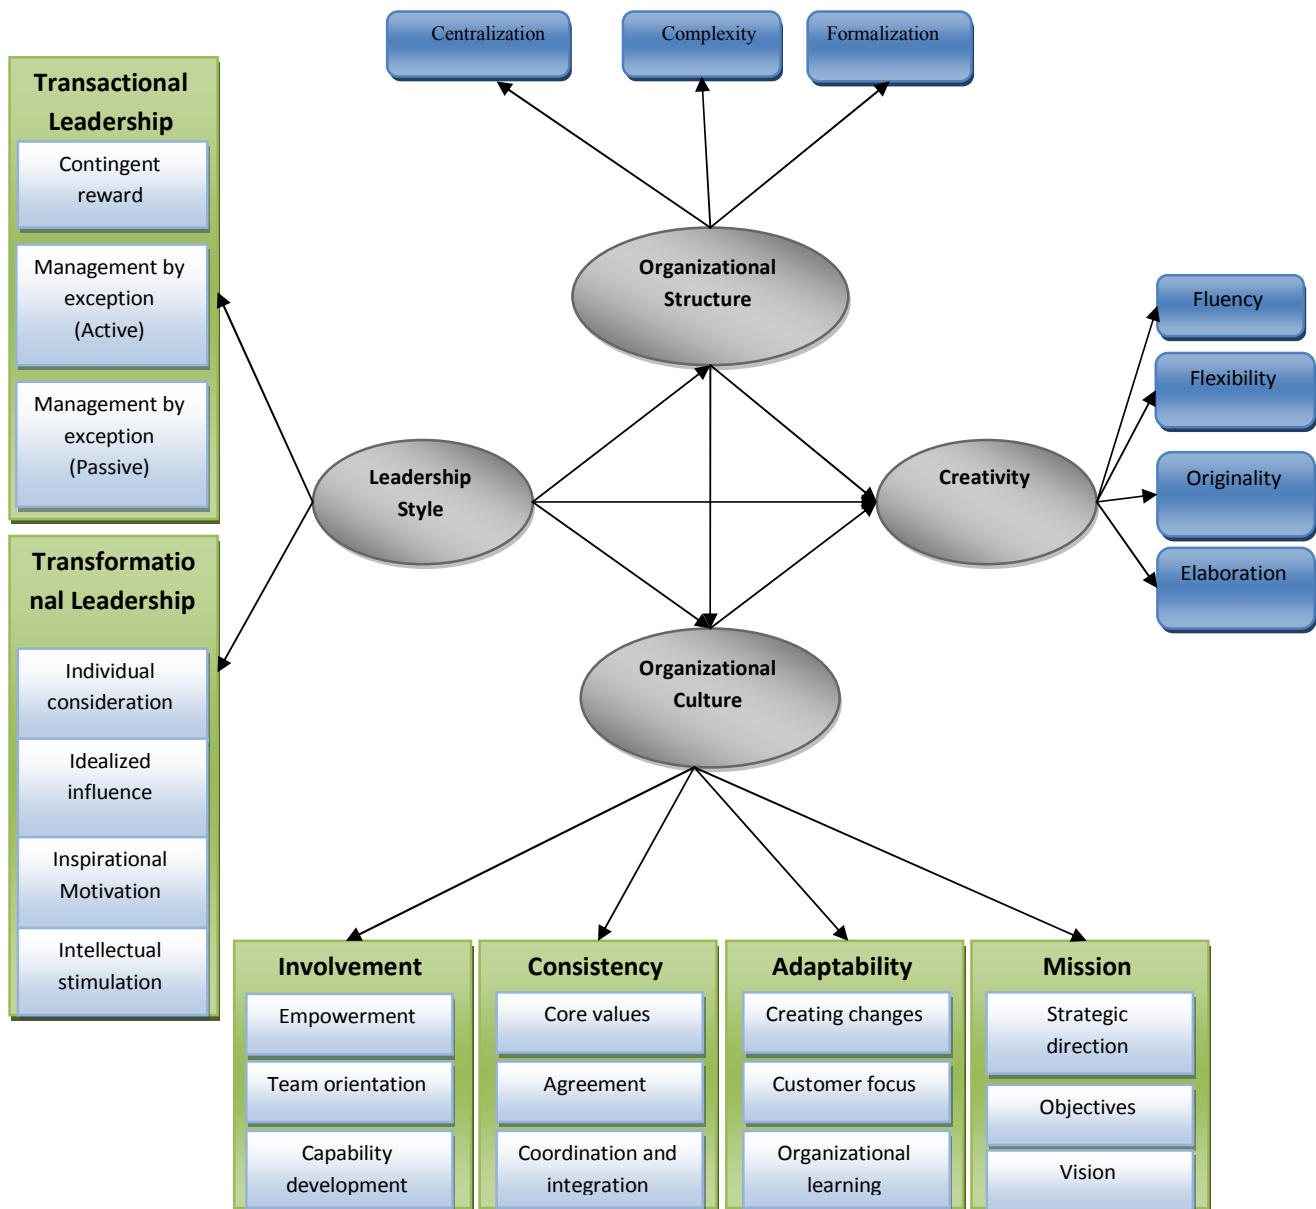 Centralization
Complexity
Formalization
Transactional
Leadership
Contingent
reward
Management by
exception
(Active)
Management by
exception
(Passive)
Transformatio
nal Leadership
Individual
consideration
Idealized
influence
Inspirational
Motivation
Intellectual
stimulation
Organizational
Structure
Leadership
Style
Creativity
Organizational
Culture
Fluency
Flexibility
Originality
Elaboration
Involvement
Empowerment
Team orientation
Capability
development
Consistency
Core values
Agreement
Coordination and
integration
Adaptability
Creating changes
Customer focus
Organizational
learning
Mission
Strategic
direction
Objectives
Vision